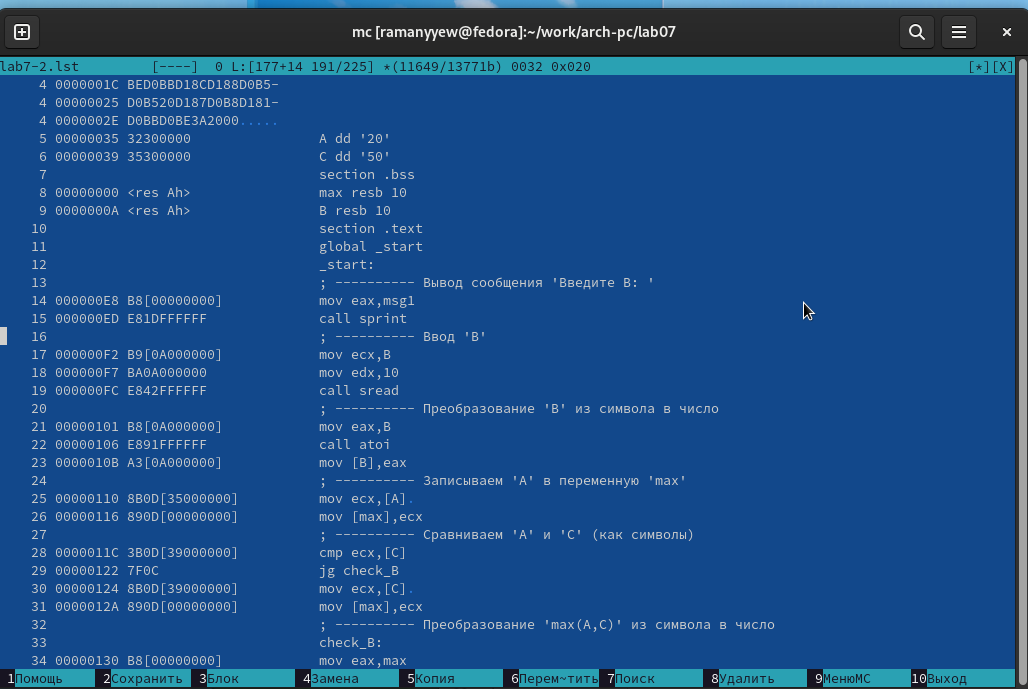 mc [ramanyyew@fedora]:~/work/arch-pc/lab07
lab7-2.lst [----] 0 L:[177+14 191/225] *(11649/13771b) 0032 0x020 [*][X]
4 0000001C BED0BBD18CD188D0B5-
4 00000025 D0B520D187D0B8D181-
4 0000002E D0BBD0BE3A2000.....
5 00000035 32300000 A dd '20'
6 00000039 35300000 C dd '50'
7 section .bss
8 00000000 <res Ah> max resb 10
9 0000000A <res Ah> B resb 10
10 section .text
11 global _start
12 _start:
13 ; ---------- Вывод сообщения 'Введите B: '
14 000000E8 B8[00000000] mov eax,msg1
15 000000ED E81DFFFFFF call sprint
16 ; ---------- Ввод 'B'
17 000000F2 B9[0A000000] mov ecx,B
18 000000F7 BA0A000000 mov edx,10
19 000000FC E842FFFFFF call sread
20 ; ---------- Преобразование 'B' из символа в число
21 00000101 B8[0A000000] mov eax,B
22 00000106 E891FFFFFF call atoi
23 0000010B A3[0A000000] mov [B],eax
24 ; ---------- Записываем 'A' в переменную 'max'
25 00000110 8B0D[35000000] mov ecx,[A].
26 00000116 890D[00000000] mov [max],ecx
27 ; ---------- Сравниваем 'A' и 'C' (как символы)
28 0000011C 3B0D[39000000] cmp ecx,[C]
29 00000122 7F0C jg check_B
30 00000124 8B0D[39000000] mov ecx,[C].
31 0000012A 890D[00000000] mov [max],ecx
32 ; ---------- Преобразование 'max(A,C)' из символа в число
33 check_B:
34 00000130 B8[00000000] mov eax,max
1Помощь 2Сохранить 3Блок 4Замена 5Копия 6Перем~тить 7Поиск 8Удалить 9МенюMC 10Выход